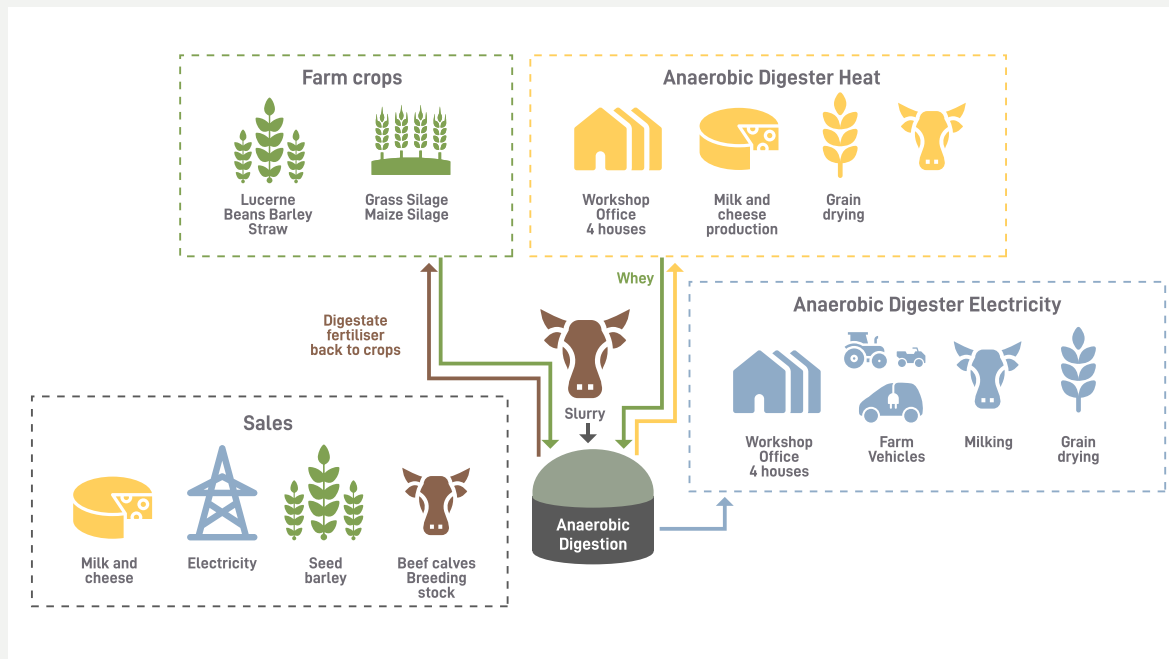 Farm crops
Lucerne
Beans Barley
Straw
Grass Silage
Maize Silage
Anaerobic Digester Heat
Workshop
Office
4 houses
Milk and
cheese
production
Grain
drying
Digestate
fertiliser
back to crops
Whey
Slurry
Anaerobic
Digestion
Anaerobic Digester Electricity
Workshop
Office
4 houses
Farm
Vehicles
Milking
Grain
drying
Sales
Milk and
cheese
Electricity
Seed
barley
Beef calves
Breeding
stock